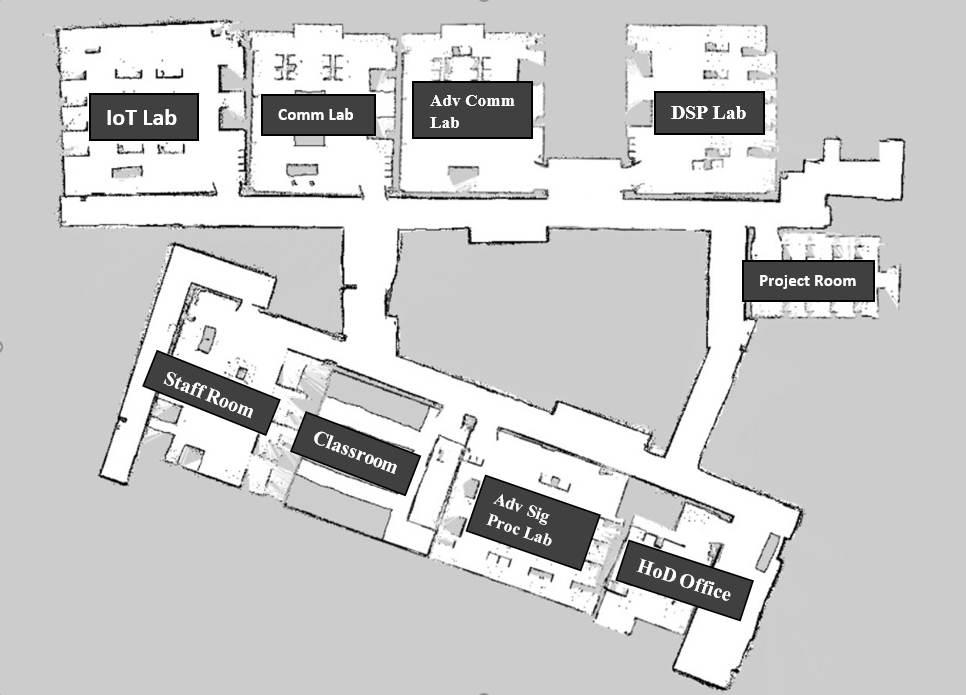 IoT Lab
Comm Lab
Adv Comm
Lab
DSP Lab
Project Room
Staff Room
Classroom
Adv Sig
Proc Lab
HoD Office